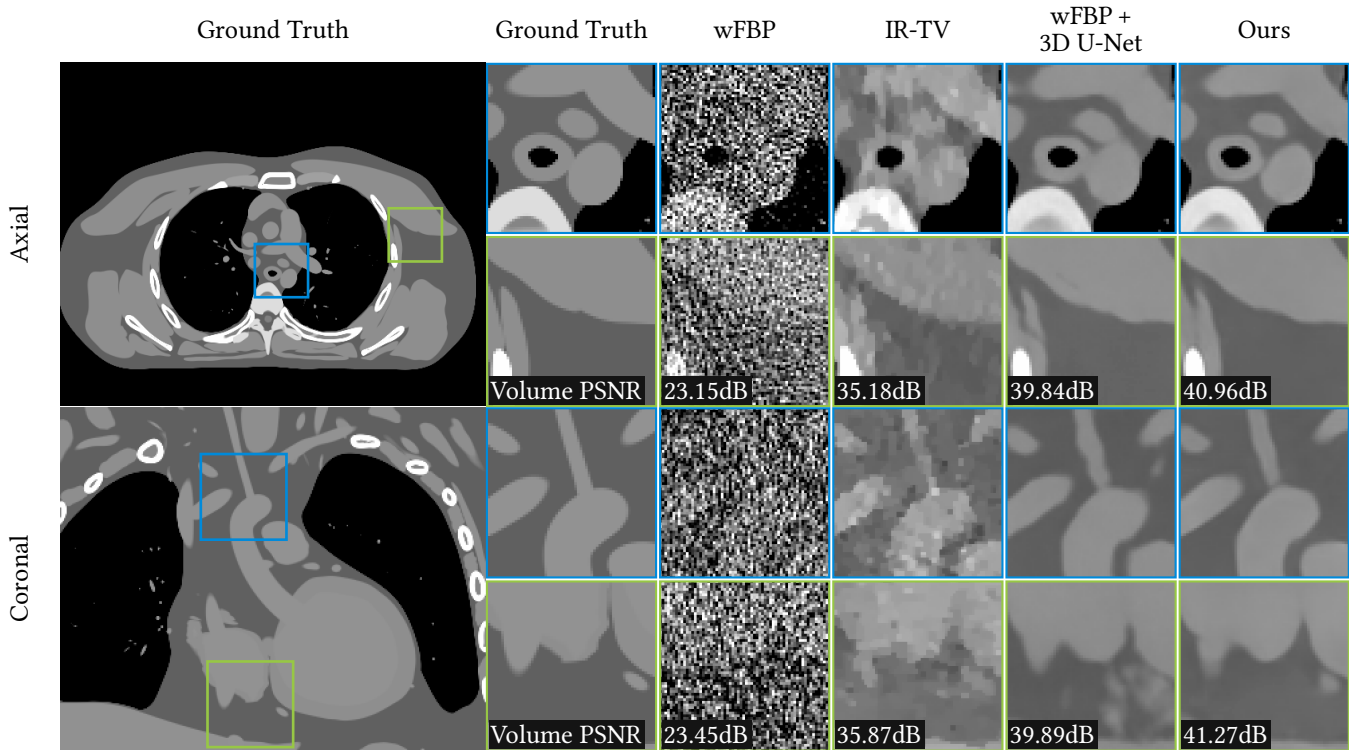 Ground Truth
Ground Truth
wFBP
IR-TV
wFBP +
3D U-Net
Ours
Axial
Volume PSNR
23.15dB
35.18dB
39.84dB
40.96dB
Coronal
Volume PSNR
23.45dB
35.87dB
39.89dB
41.27dB